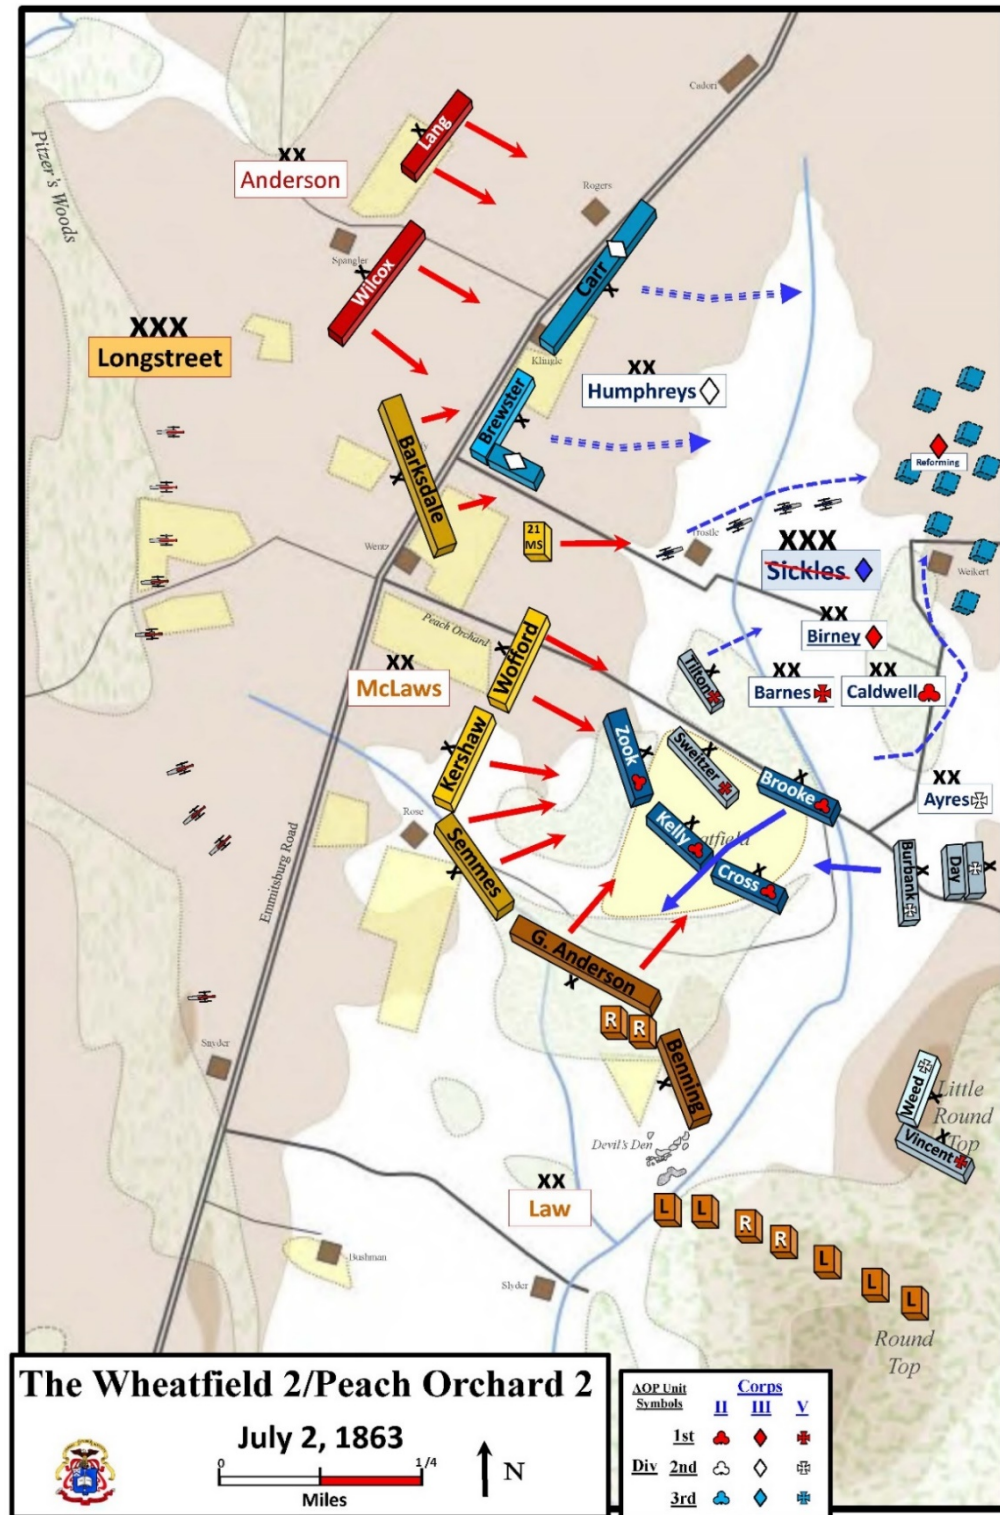 Codori
Lang
XX
Anderson
X
Pitzer's Woods
Rogers
Spangler
Wilcox
X
Carr
X
XXX
Longstreet
Klingle
XX
Humphreys
Brewster
X
Barksdale
X
Reforming
21
MS
Wentz
Trostle
XXX
Sickles
Weikert
Peach Orchard
XX
Birney
XX
McLaws
Wofford
X
Tilton
X
XX
Barnes
XX
Caldwell
Kershaw
X
Zook
X
Sweitzer
X
Brooke
X
XX
Ayres
Rose
Semmes
X
Kelly
X
Cross
X
Burbank
X
Day
X
Emmitsburg Road
G. Anderson
X
R
R
Benning
X
Snyder
Weed
X
Little
Round
Top
Vincent
X
Devil's Den
XX
Law
L
L
R
R
L
L
L
Bushman
Slyder
Round
Top
The Wheatfield 2/Peach Orchard 2
July 2, 1863
0
1/4
Miles
N
AOP Unit
Symbols
Corps
II
III
V
1st
Div
2nd
3rd